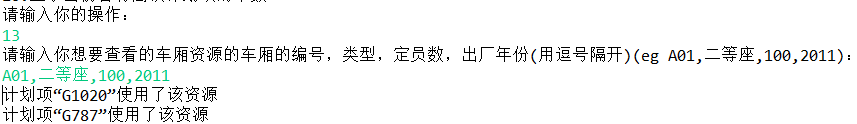 请输入你的操作：
13
请输入你想要查看的车厢资源的车厢的编号，类型，定员数，出厂年份(用逗号隔开)(eg A01,二等座,100,2011)：
A01,二等座,100,2011
计划项“G1020”使用了该资源
计划项“G787”使用了该资源